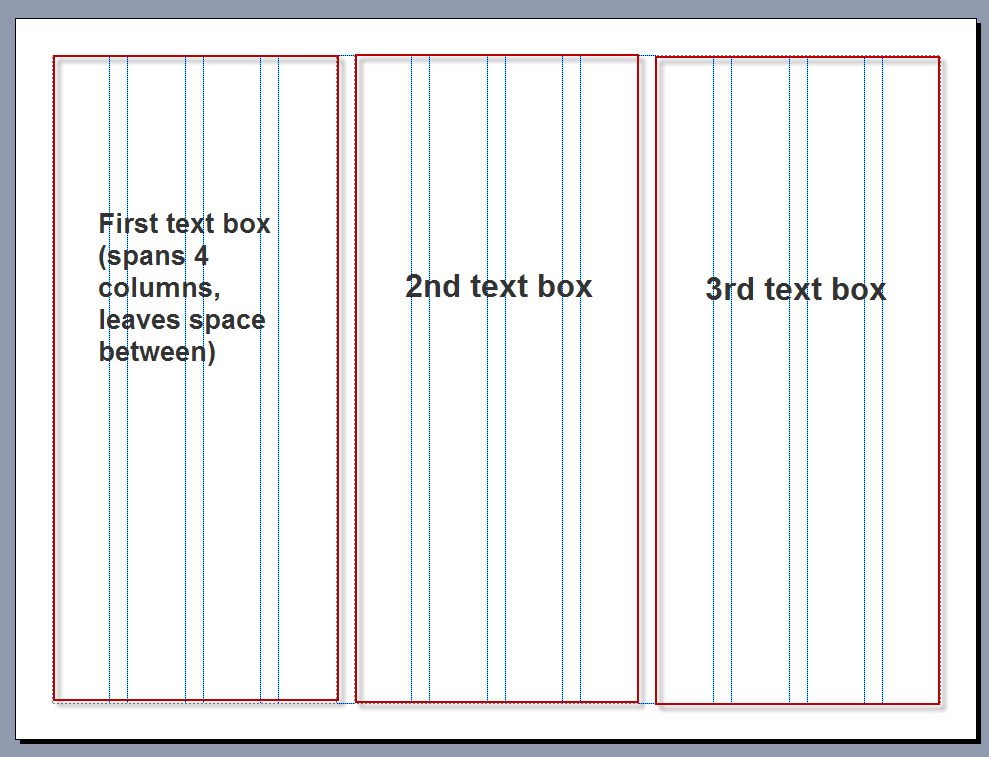 First text box
(spans 4
columns,
leaves space
between)
2nd text box
3rd text box